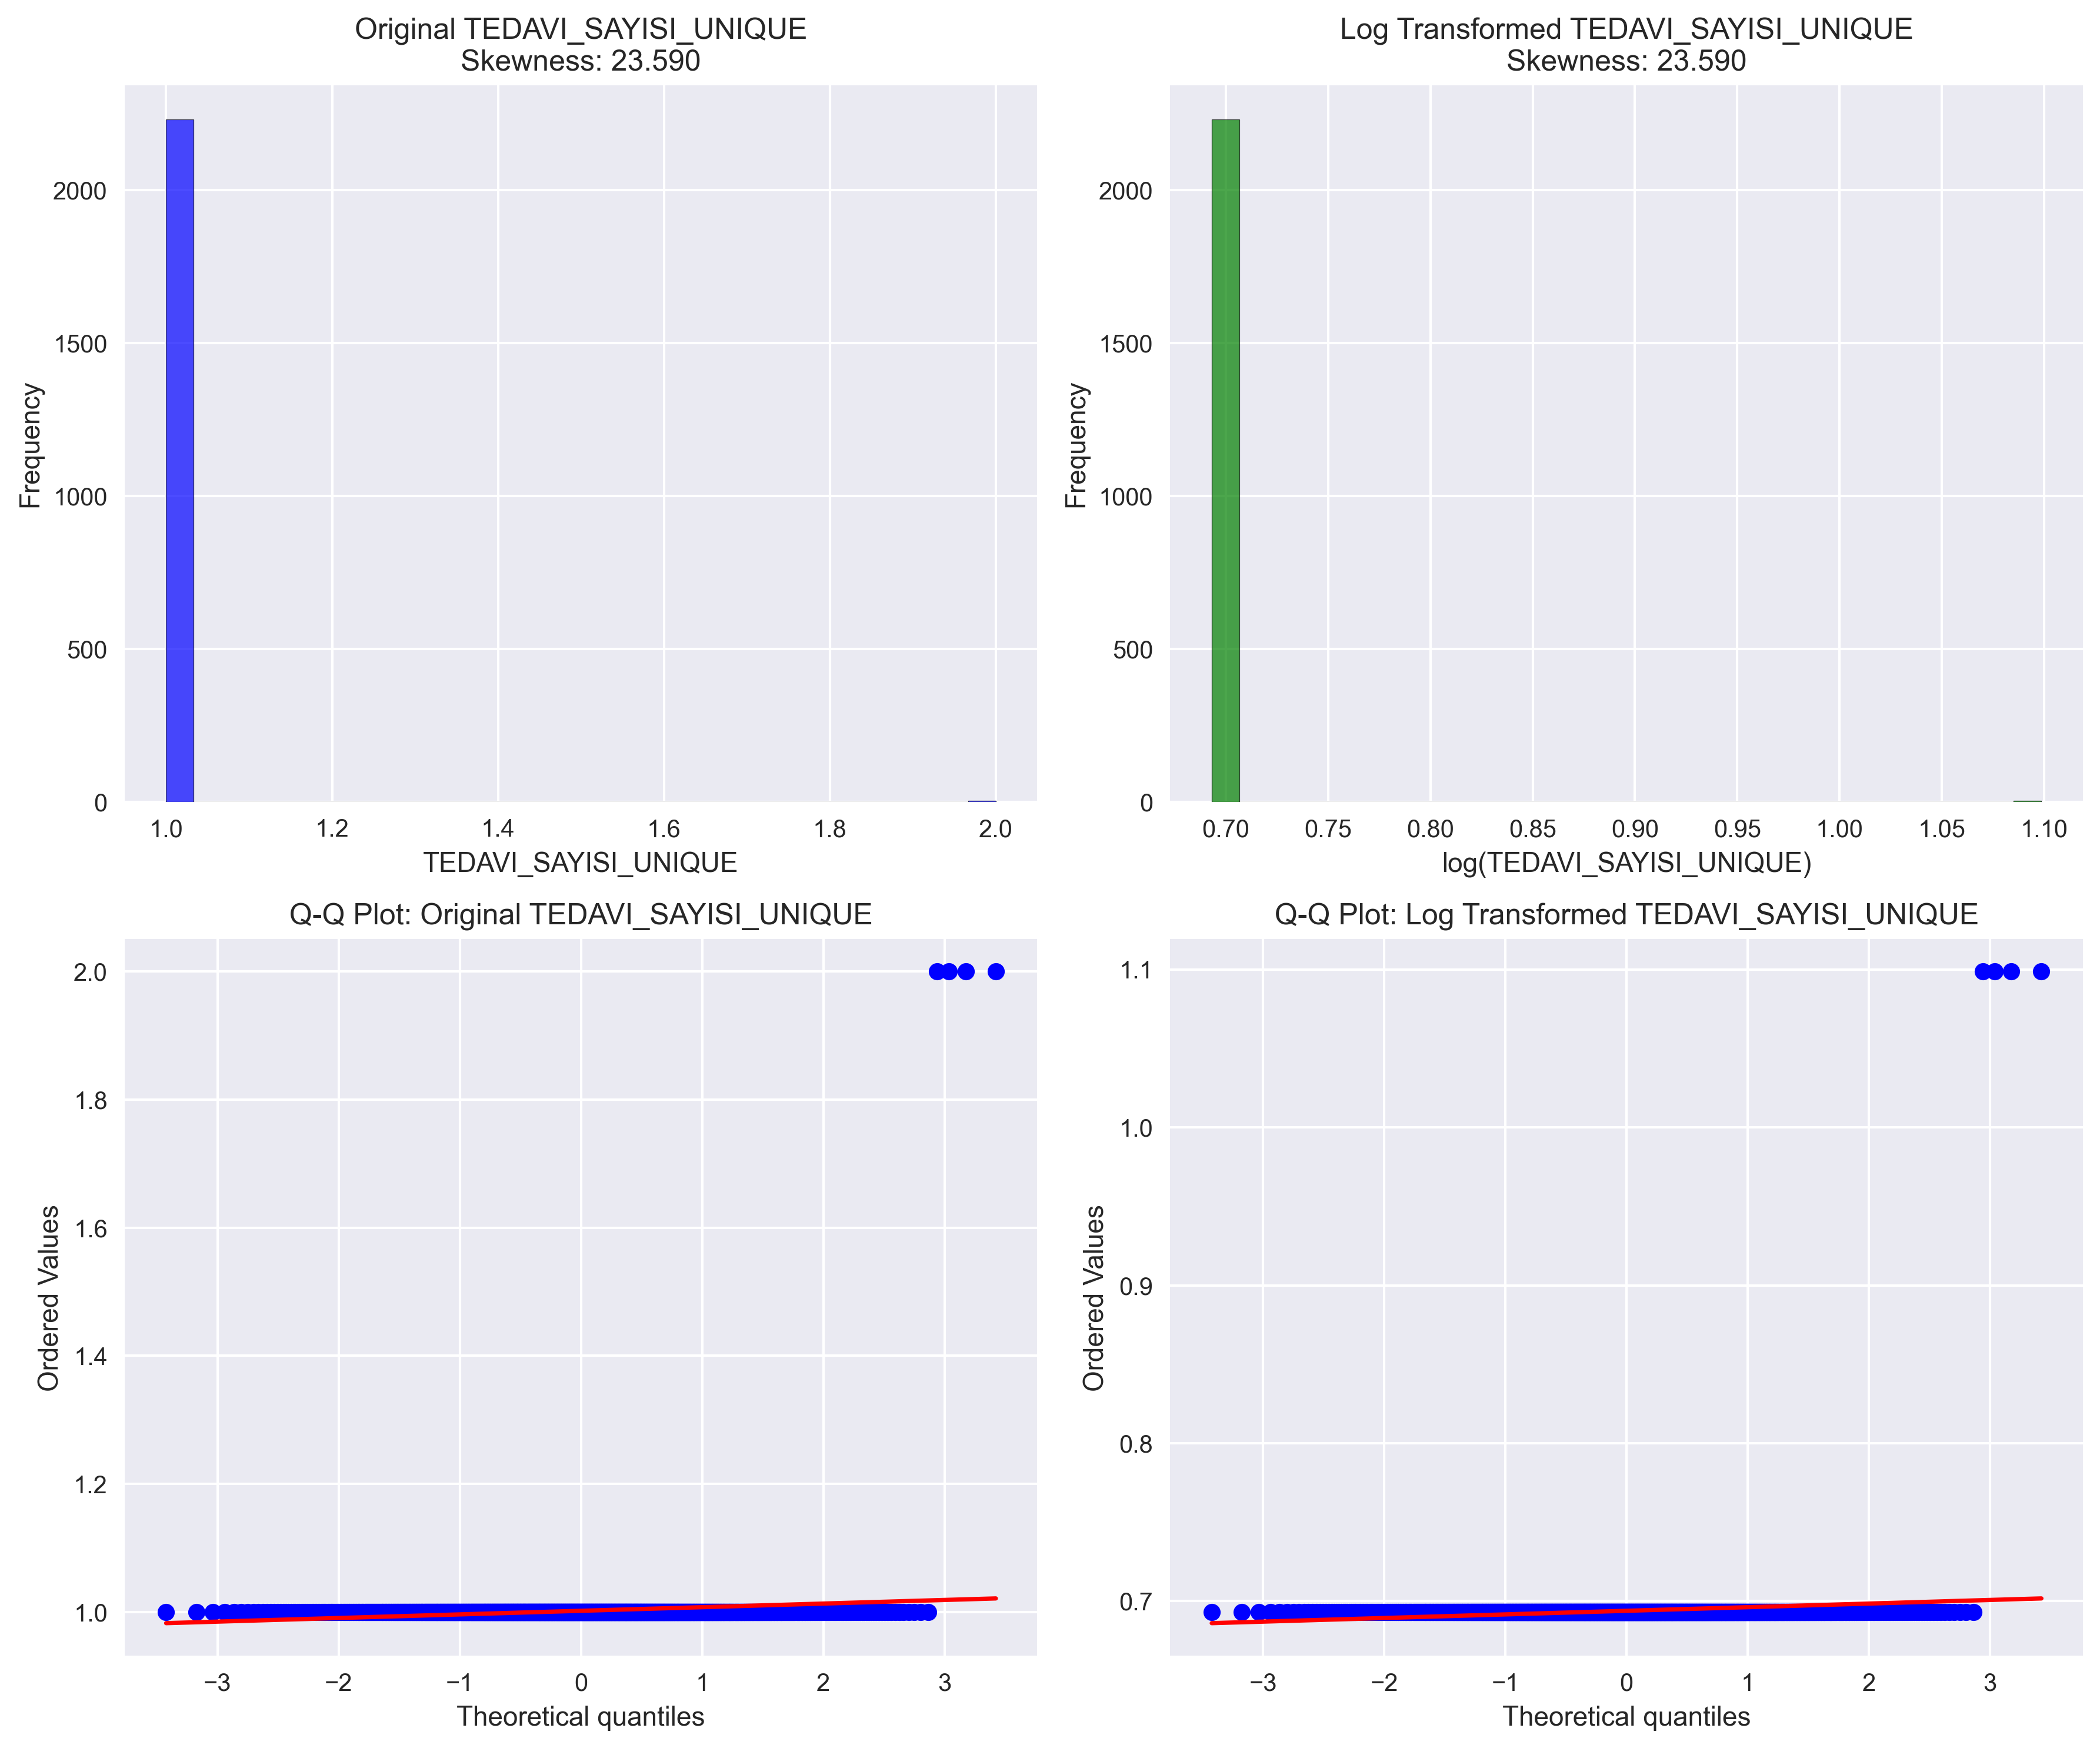 Original TEDAVI_SAYISI_UNIQUE
Skewness: 23.590
2000
1500
1000
500
0
Frequency
1.0 1.2 1.4 1.6 1.8 2.0
TEDAVI_SAYISI_UNIQUE
Log Transformed TEDAVI_SAYISI_UNIQUE
Skewness: 23.590
2000
1500
1000
500
0
Frequency
0.70 0.75 0.80 0.85 0.90 0.95 1.00 1.05 1.10
log(TEDAVI_SAYISI_UNIQUE)
Q-Q Plot: Original TEDAVI_SAYISI_UNIQUE
2.0
1.8
1.6
1.4
1.2
1.0
Ordered Values
−3 −2 −1 0 1 2 3
Theoretical quantiles
Q-Q Plot: Log Transformed TEDAVI_SAYISI_UNIQUE
1.1
1.0
0.9
0.8
0.7
Ordered Values
−3 −2 −1 0 1 2 3
Theoretical quantiles